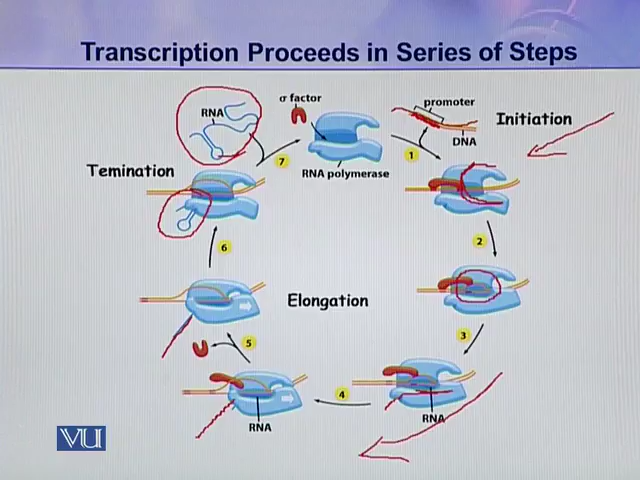 Transcription Proceeds in Series of Steps
RNA
σ factor
promoter
Initiation
DNA
7
1
RNA polymerase
Temination
2
6
Elongation
3
5
4
RNA
RNA
VU